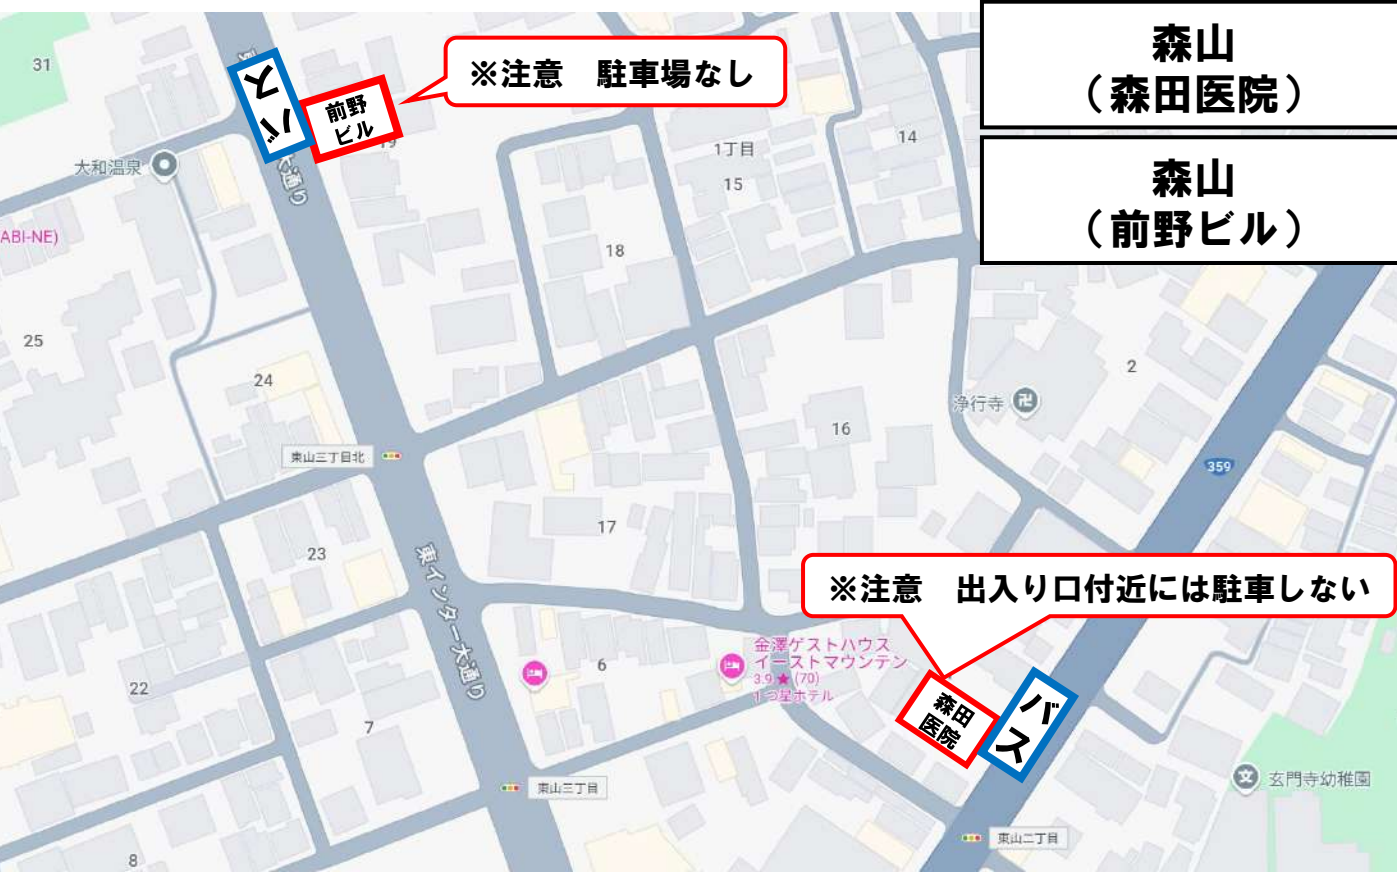 森山
（森田医院）
森山
（前野ビル）
※注意　駐車場なし
バス
前野
ビル
31
大和温泉
大通り
19
1丁目
15
14
ABI-NE)
18
25
24
2
浄行寺
16
359
東山三丁目北
17
23
東インター大通り
※注意　出入り口付近には駐車しない
金澤ゲストハウス
イーストマウンテン
3.9 ★ (70)
1つ星ホテル
6
22
7
森田
医院
バス
玄門寺幼稚園
東山三丁目
東山二丁目
8